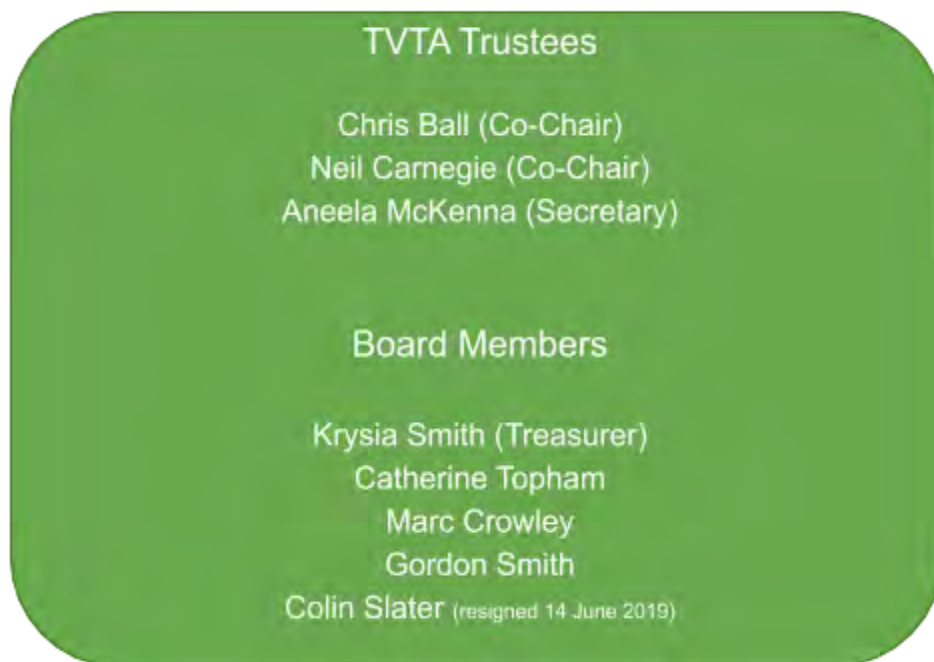 TVTA Trustees
Chris Ball (Co-Chair)
Neil Carnegie (Co-Chair)
Aneela McKenna (Secretary)
Board Members
Krysia Smith (Treasurer)
Catherine Topham
Marc Crowley
Gordon Smith
Colin Slater (resigned 14 June 2019)